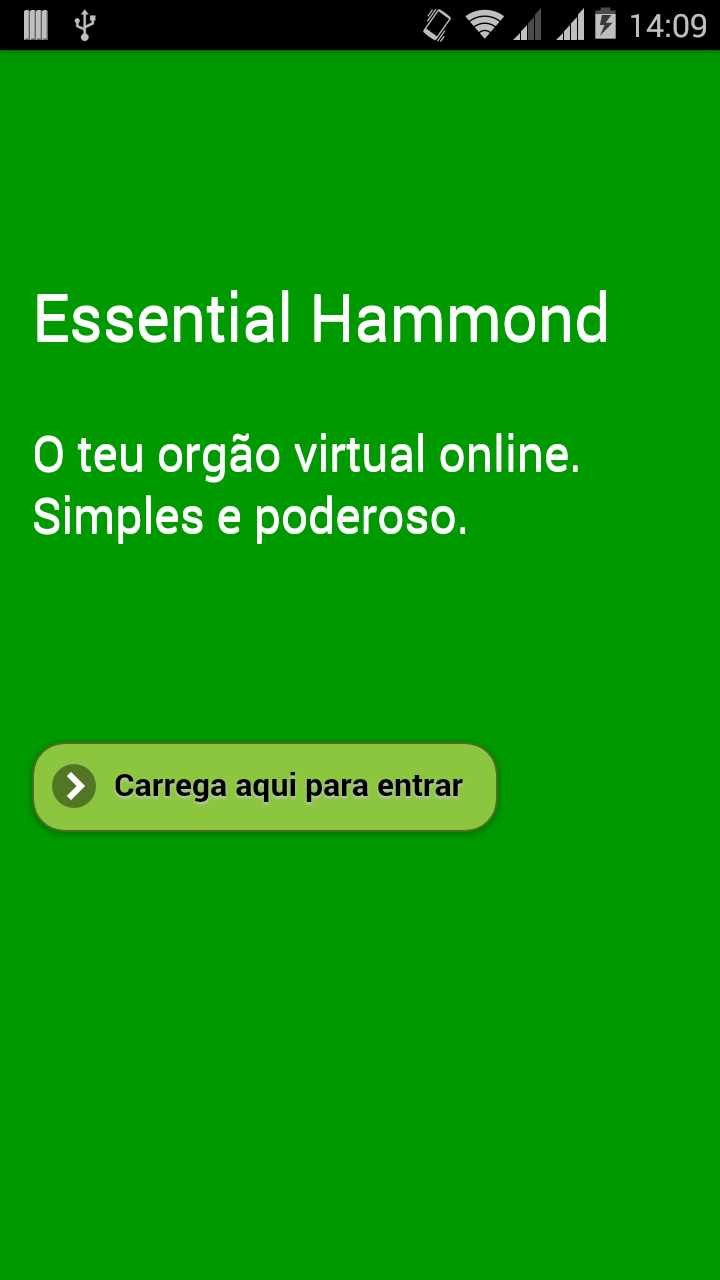 14:09
Essential Hammond
O teu orgão virtual online.
Simples e poderoso.
Carrega aqui para entrar